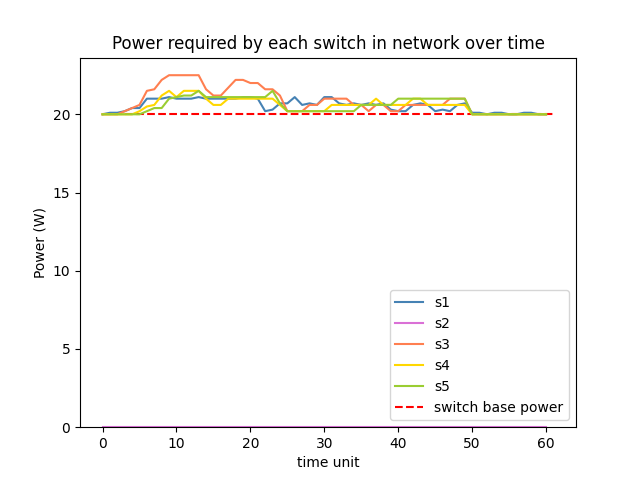 Power required by each switch in network over time
Power (W)
20
15
10
5
0
0 10 20 30 40 50 60
time unit
s1
s2
s3
s4
s5
switch base power